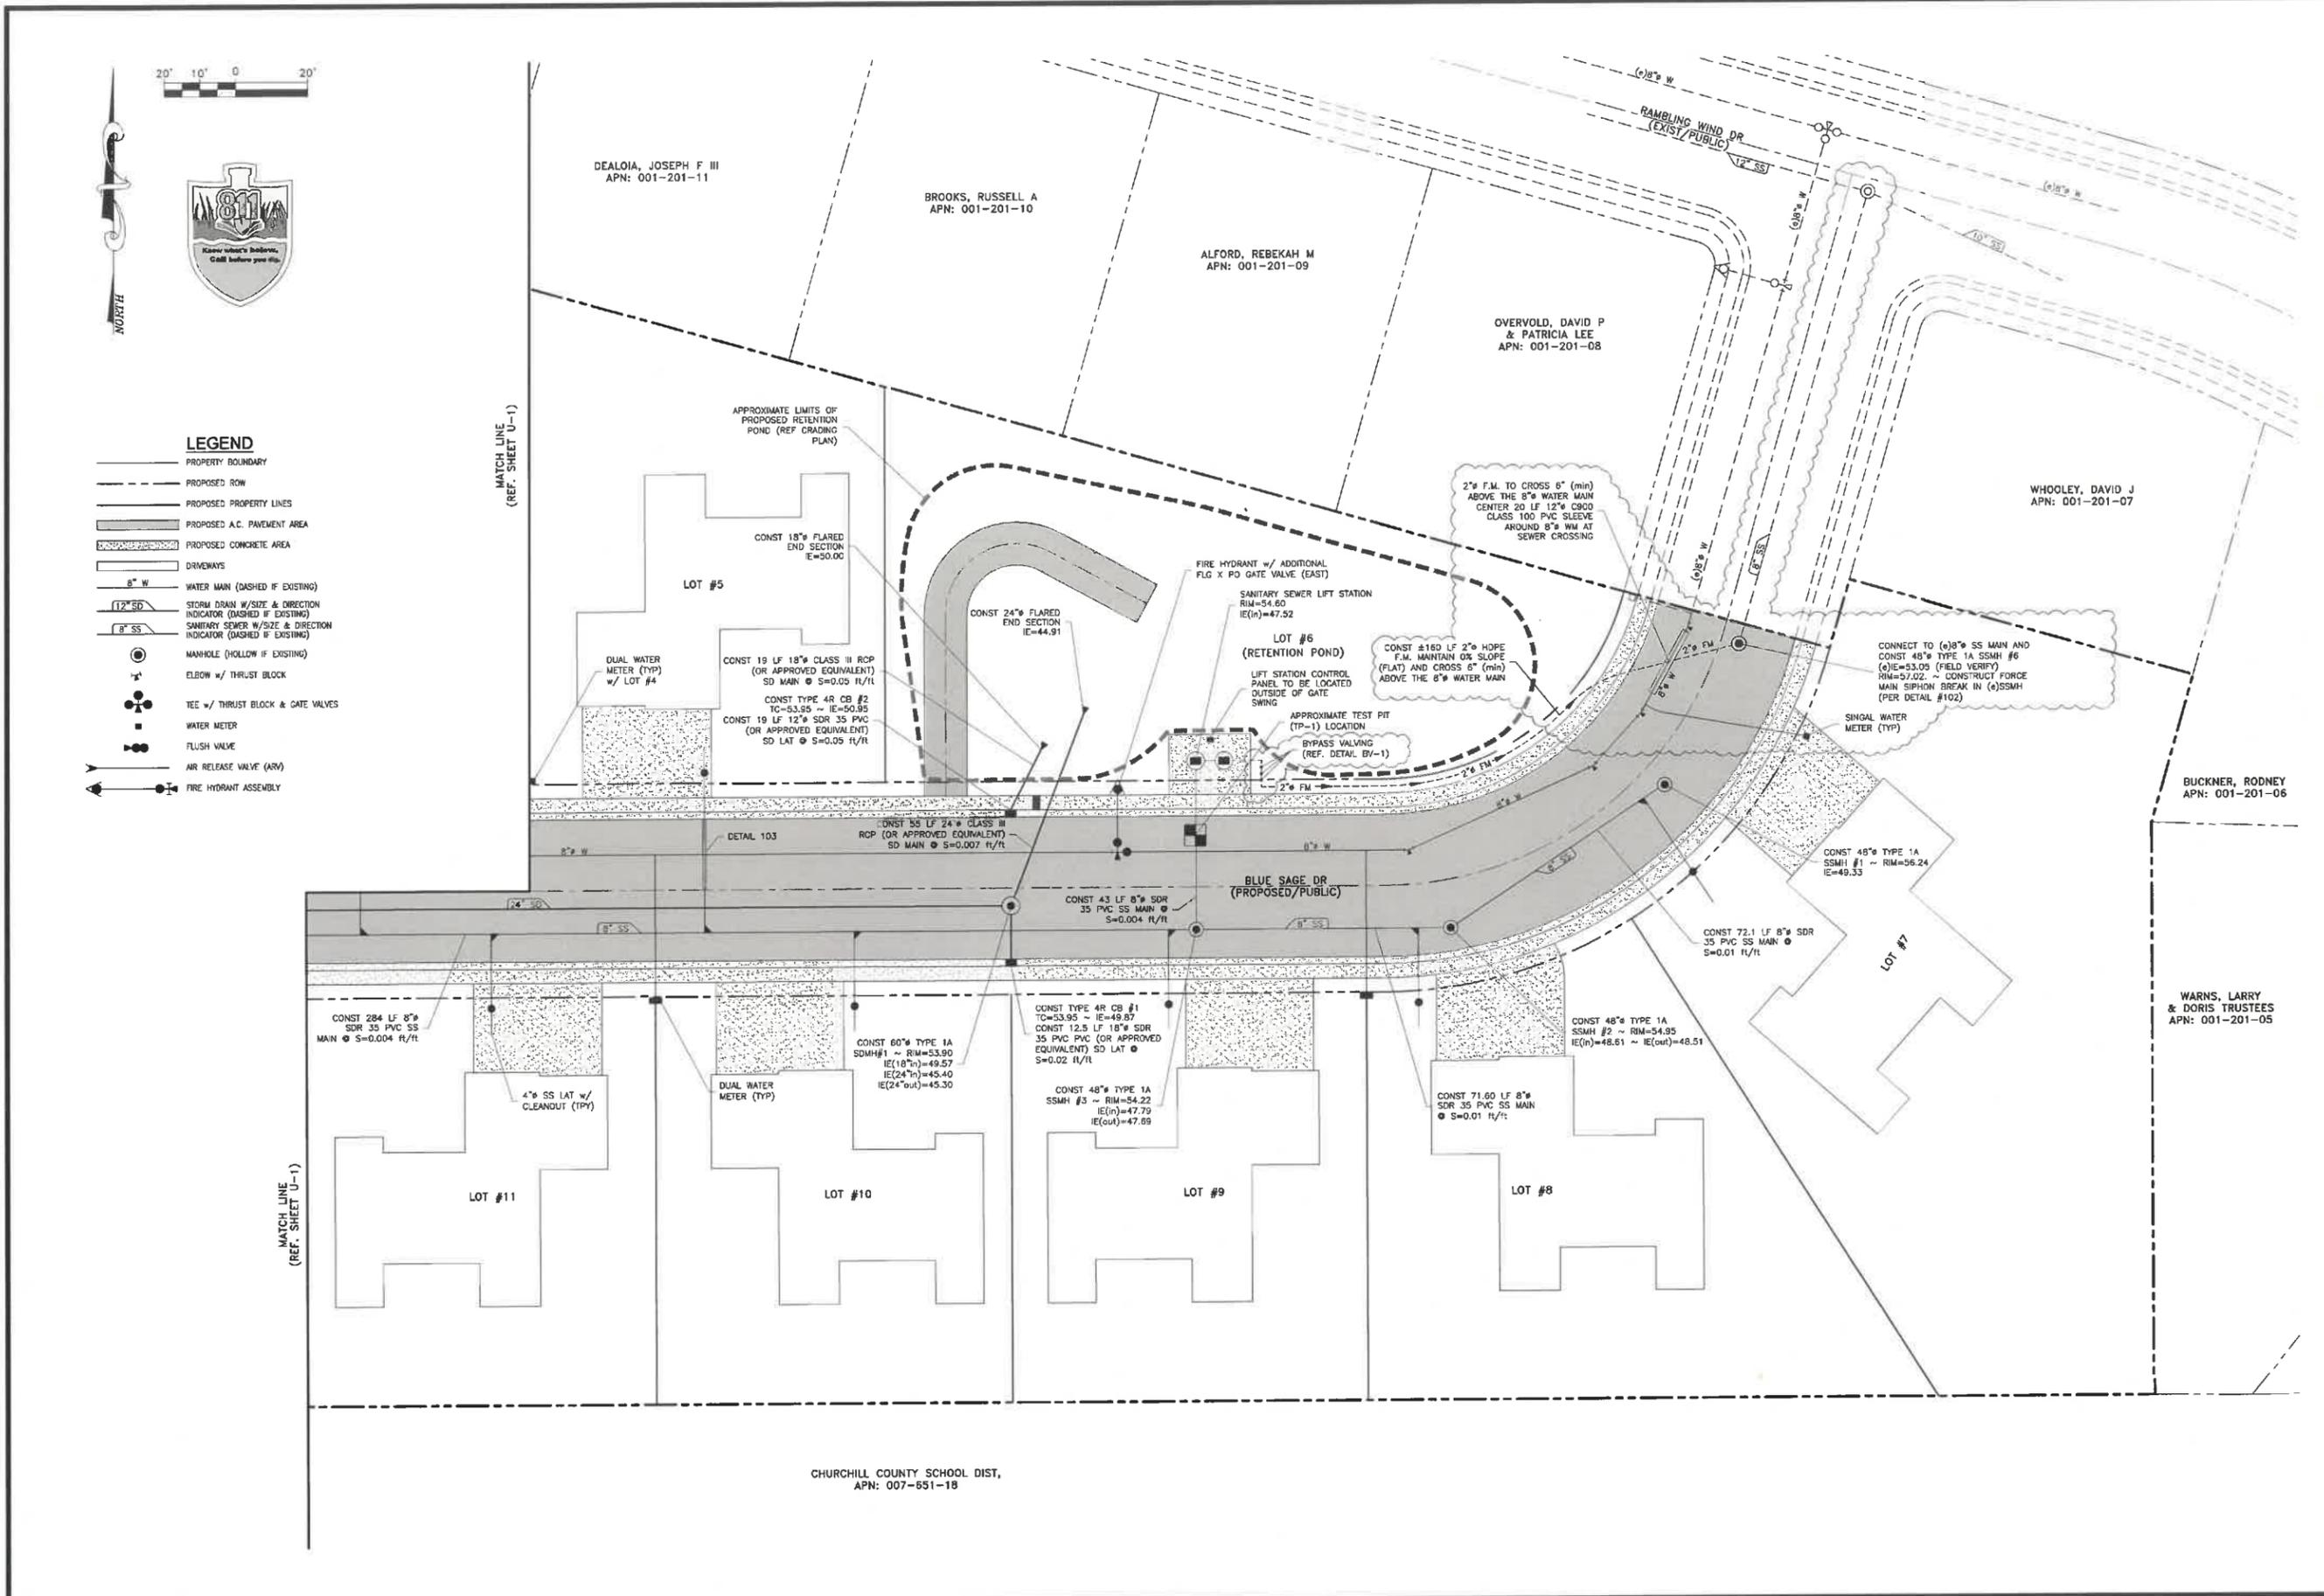 20' 10' 0 20'
NORTH
811
Know what's below.
Call before you dig.
LEGEND
PROPERTY BOUNDARY
PROPOSED ROW
PROPOSED PROPERTY LINES
PROPOSED A.C. PAVEMENT AREA
PROPOSED CONCRETE AREA
DRIVEWAYS
8" W
WATER MAIN (DASHED IF EXISTING)
12"SD
STORM DRAIN W/SIZE & DIRECTION
INDICATOR (DASHED IF EXISTING)
8" SS
SANITARY SEWER W/SIZE & DIRECTION
INDICATOR (DASHED IF EXISTING)
MANHOLE (HOLLOW IF EXISTING)
ELBOW w/ THRUST BLOCK
TEE w/ THRUST BLOCK & GATE VALVES
WATER METER
FLUSH VALVE
AIR RELEASE VALVE (ARV)
FIRE HYDRANT ASSEMBLY
MATCH LINE
(REF. SHEET U-1)
DEALOIA, JOSEPH F III
APN: 001-201-11
BROOKS, RUSSELL A
APN: 001-201-10
ALFORD, REBEKAH M
APN: 001-201-09
OVERVOLD, DAVID P
& PATRICIA LEE
APN: 001-201-08
(e)8"ø W
RAMBLING WIND DR
(EXIST/PUBLIC)
12" SS
(e)8"ø W
(e)8"ø W
10" SS
WHOOLEY, DAVID J
APN: 001-201-07
BUCKNER, RODNEY
APN: 001-201-06
WARNS, LARRY
& DORIS TRUSTEES
APN: 001-201-05
APPROXIMATE LIMITS OF
PROPOSED RETENTION
POND (REF GRADING
PLAN)
CONST 18"ø FLARED
END SECTION
IE=50.00
LOT #5
CONST 24"ø FLARED
END SECTION
IE=44.91
DUAL WATER
METER (TYP)
w/ LOT #4
CONST 19 LF 18"ø CLASS III RCP
(OR APPROVED EQUIVALENT)
SD MAIN @ S=0.05 ft/ft
CONST TYPE 4R CB #2
TC=53.95 ~ IE=50.95
CONST 19 LF 12"ø SDR 35 PVC
(OR APPROVED EQUIVALENT)
SD LAT @ S=0.05 ft/ft
FIRE HYDRANT w/ ADDITIONAL
FLG X PO GATE VALVE (EAST)
SANITARY SEWER LIFT STATION
RIM=54.60
IE(in)=47.52
LOT #6
(RETENTION POND)
LIFT STATION CONTROL
PANEL TO BE LOCATED
OUTSIDE OF GATE
SWING
APPROXIMATE TEST PIT
(TP-1) LOCATION
BYPASS VALVING
(REF. DETAIL BV-1)
2"ø F.M. TO CROSS 6" (min)
ABOVE THE 8"ø WATER MAIN
CENTER 20 LF 12"ø C900
CLASS 100 PVC SLEEVE
AROUND 8"ø WM AT
SEWER CROSSING
CONST ±160 LF 2"ø HDPE
F.M. MAINTAIN 0% SLOPE
(FLAT) AND CROSS 6" (min)
ABOVE THE 8"ø WATER MAIN
(e)8"ø W
8" SS
2"ø FM
8"ø W
CONNECT TO (e)8"ø SS MAIN AND
CONST 48"ø TYPE 1A SSMH #6
(e)IE=53.05 (FIELD VERIFY)
RIM=57.02. ~ CONSTRUCT FORCE
MAIN SIPHON BREAK IN (e)SSMH
(PER DETAIL #102)
SINGAL WATER
METER (TYP)
2"ø FM
2"ø FM
8"ø W
DETAIL 103
CONST 55 LF 24"ø CLASS III
RCP (OR APPROVED EQUIVALENT)
SD MAIN @ S=0.007 ft/ft
8"ø W
8"ø W
BLUE SAGE DR
(PROPOSED/PUBLIC)
CONST 43 LF 8"ø SDR
35 PVC SS MAIN @
S=0.004 ft/ft
24" SD
8" SS
8" SS
8" SS
CONST 48"ø TYPE 1A
SSMH #1 ~ RIM=56.24
IE=49.33
CONST 72.1 LF 8"ø SDR
35 PVC SS MAIN @
S=0.01 ft/ft
LOT #7
CONST 284 LF 8"ø
SDR 35 PVC SS
MAIN @ S=0.004 ft/ft
4"ø SS LAT w/
CLEANOUT (TPY)
DUAL WATER
METER (TYP)
CONST 60"ø TYPE 1A
SDMH#1 ~ RIM=53.90
IE(18"in)=49.57
IE(24"in)=45.40
IE(24"out)=45.30
CONST TYPE 4R CB #1
TC=53.95 ~ IE=49.87
CONST 12.5 LF 18"ø SDR
35 PVC PVC (OR APPROVED
EQUIVALENT) SD LAT @
S=0.02 ft/ft
CONST 48"ø TYPE 1A
SSMH #3 ~ RIM=54.22
IE(in)=47.79
IE(out)=47.69
CONST 48"ø TYPE 1A
SSMH #2 ~ RIM=54.95
IE(in)=48.61 ~ IE(out)=48.51
CONST 71.60 LF 8"ø
SDR 35 PVC SS MAIN
@ S=0.01 ft/ft
MATCH LINE
(REF. SHEET U-1)
LOT #11
LOT #10
LOT #9
LOT #8
CHURCHILL COUNTY SCHOOL DIST,
APN: 007-551-18